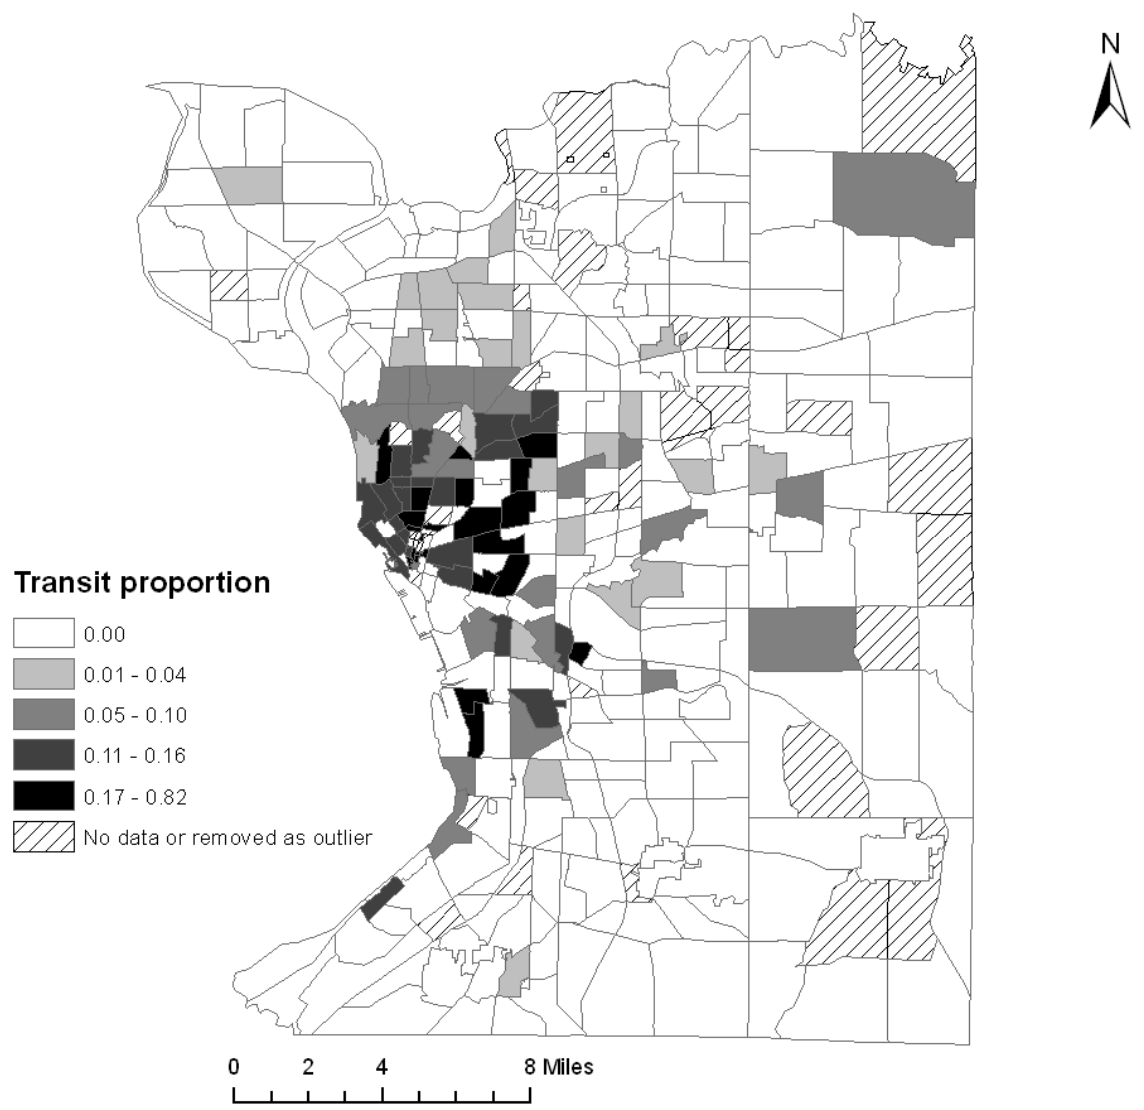 N
Transit proportion
0.00
0.01 - 0.04
0.05 - 0.10
0.11 - 0.16
0.17 - 0.82
No data or removed as outlier
0 2 4 8 Miles